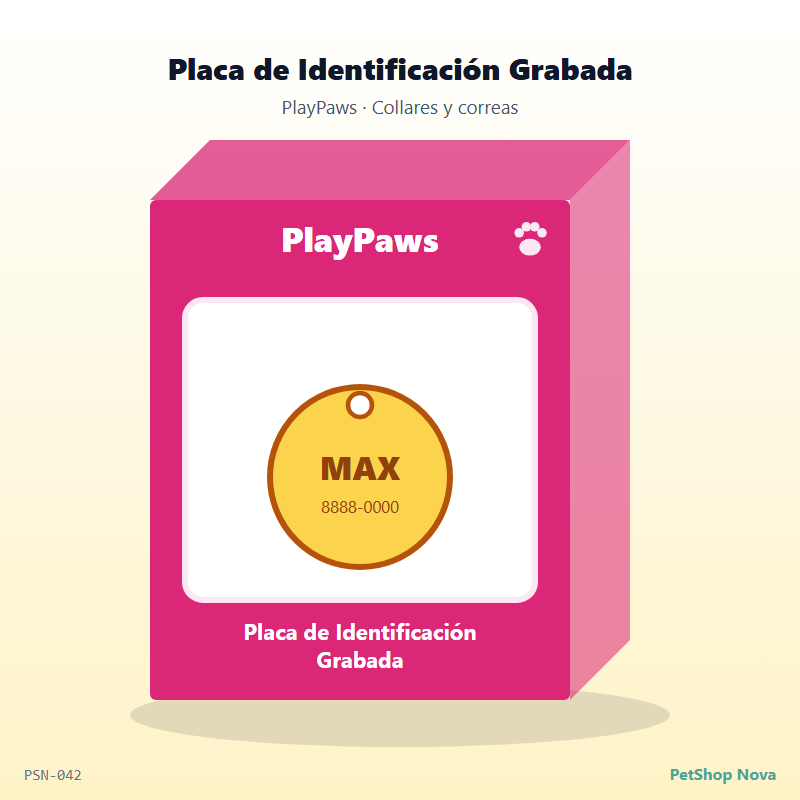 Placa de Identificación Grabada
PlayPaws · Collares y correas
PlayPaws
MAX
8888-0000
Placa de Identificación
Grabada
PSN-042
PetShop Nova